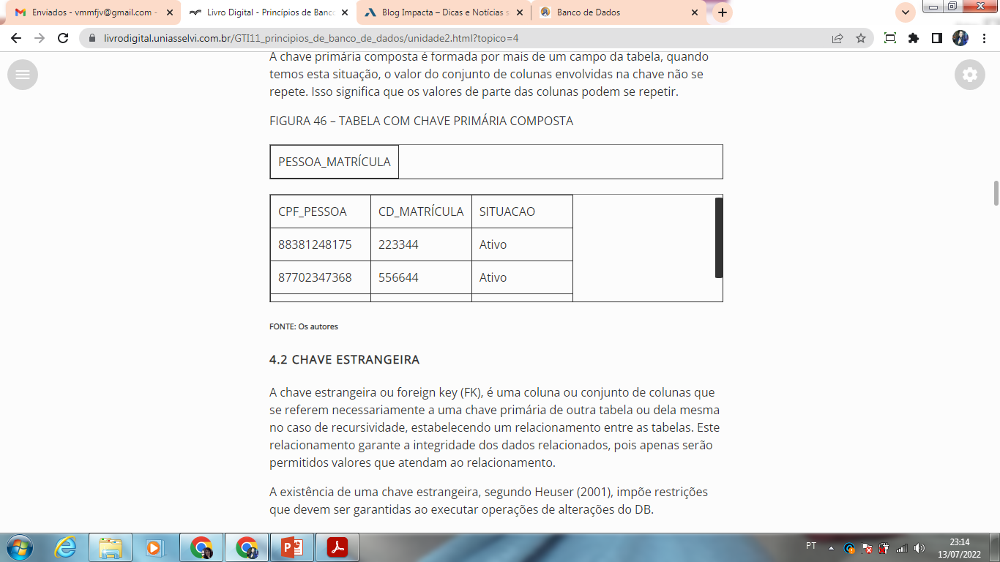 Enviados - vmmfjv@gmail.com -
Livro Digital - Princípios de Banco
Blog Impacta – Dicas e Notícias s
Banco de Dados
livrodigital.uniasselvi.com.br/GTI11_principios_de_banco_de_dados/unidade2.html?topico=4
A chave primária composta é formada por mais de um campo da tabela, quando
temos esta situação, o valor do conjunto de colunas envolvidas na chave não se
repete. Isso significa que os valores de parte das colunas podem se repetir.
FIGURA 46 – TABELA COM CHAVE PRIMÁRIA COMPOSTA
PESSOA_MATRÍCULA
CPF_PESSOA CD_MATRÍCULA SITUACAO
88381248175 223344 Ativo
87702347368 556644 Ativo
FONTE: Os autores
4.2 CHAVE ESTRANGEIRA
A chave estrangeira ou foreign key (FK), é uma coluna ou conjunto de colunas que
se referem necessariamente a uma chave primária de outra tabela ou dela mesma
no caso de recursividade, estabelecendo um relacionamento entre as tabelas. Este
relacionamento garante a integridade dos dados relacionados, pois apenas serão
permitidos valores que atendam ao relacionamento.
A existência de uma chave estrangeira, segundo Heuser (2001), impõe restrições
que devem ser garantidas ao executar operações de alterações do DB.
PT
23:14
13/07/2022